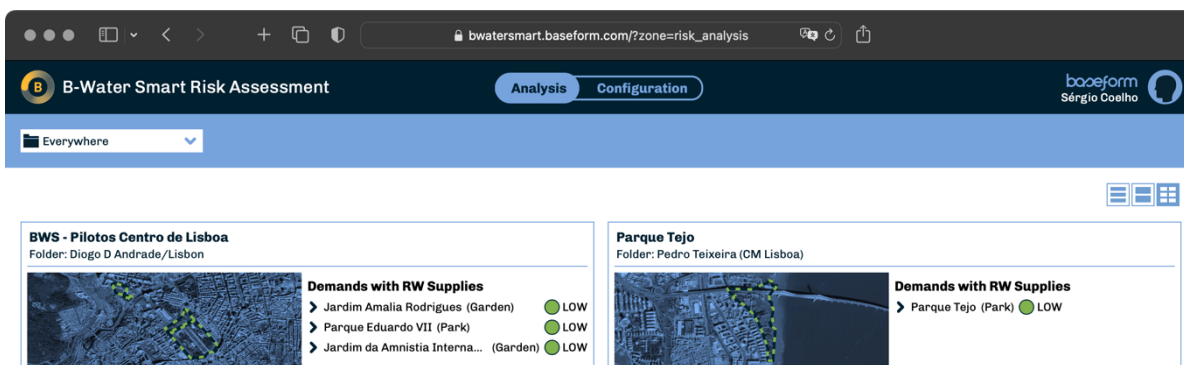 bwatersmart.baseform.com/?zone=risk_analysis
B
B-Water Smart Risk Assessment
Analysis
Configuration
baseform
Sérgio Coelho
Everywhere
BWS - Pilotos Centro de Lisboa
Folder: Diogo D Andrade/Lisbon
Demands with RW Supplies
Jardim Amalia Rodrigues (Garden) LOW
Parque Eduardo VII (Park) LOW
Jardim da Amnistia Interna... (Garden) LOW
Parque Tejo
Folder: Pedro Teixeira (CM Lisboa)
Demands with RW Supplies
Parque Tejo (Park) LOW